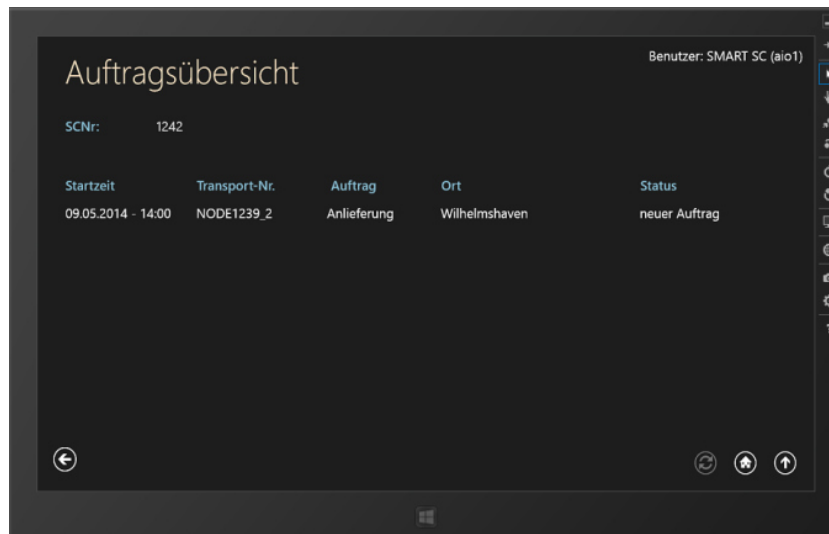 Benutzer: SMART SC (aio1)
Auftragsübersicht
SCNr: 1242
Startzeit Transport-Nr. Auftrag Ort Status
09.05.2014 - 14:00 NODE1239_2 Anlieferung Wilhelmshaven neuer Auftrag